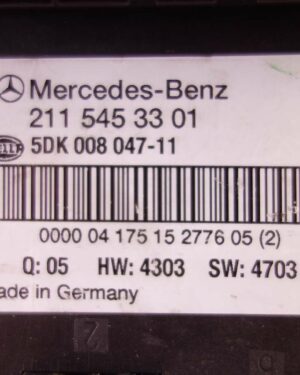 Mercedes-Benz
211 545 33 01
HELLA 5DK 008 047-11
0000 04 175 15 2776 05 (2)
Q: 05 HW: 4303 SW: 4703
ade in Germany